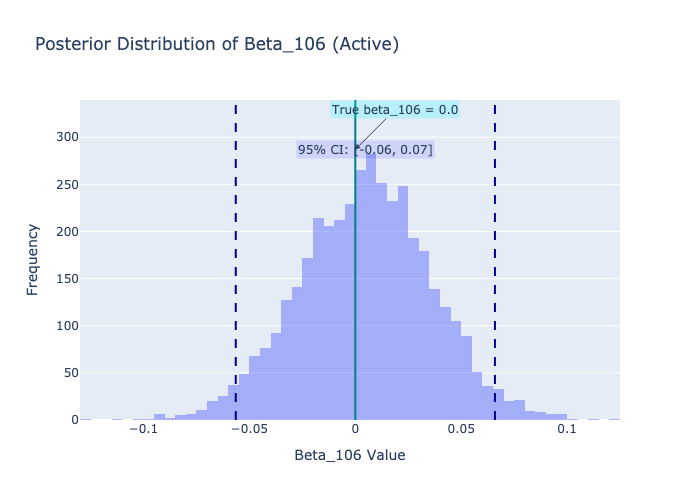 Posterior Distribution of Beta_106 (Active)
True beta_106 = 0.0
95% CI: [-0.06, 0.07]
300
250
200
150
100
50
0
Frequency
−0.1
−0.05
0
0.05
0.1
Beta_106 Value